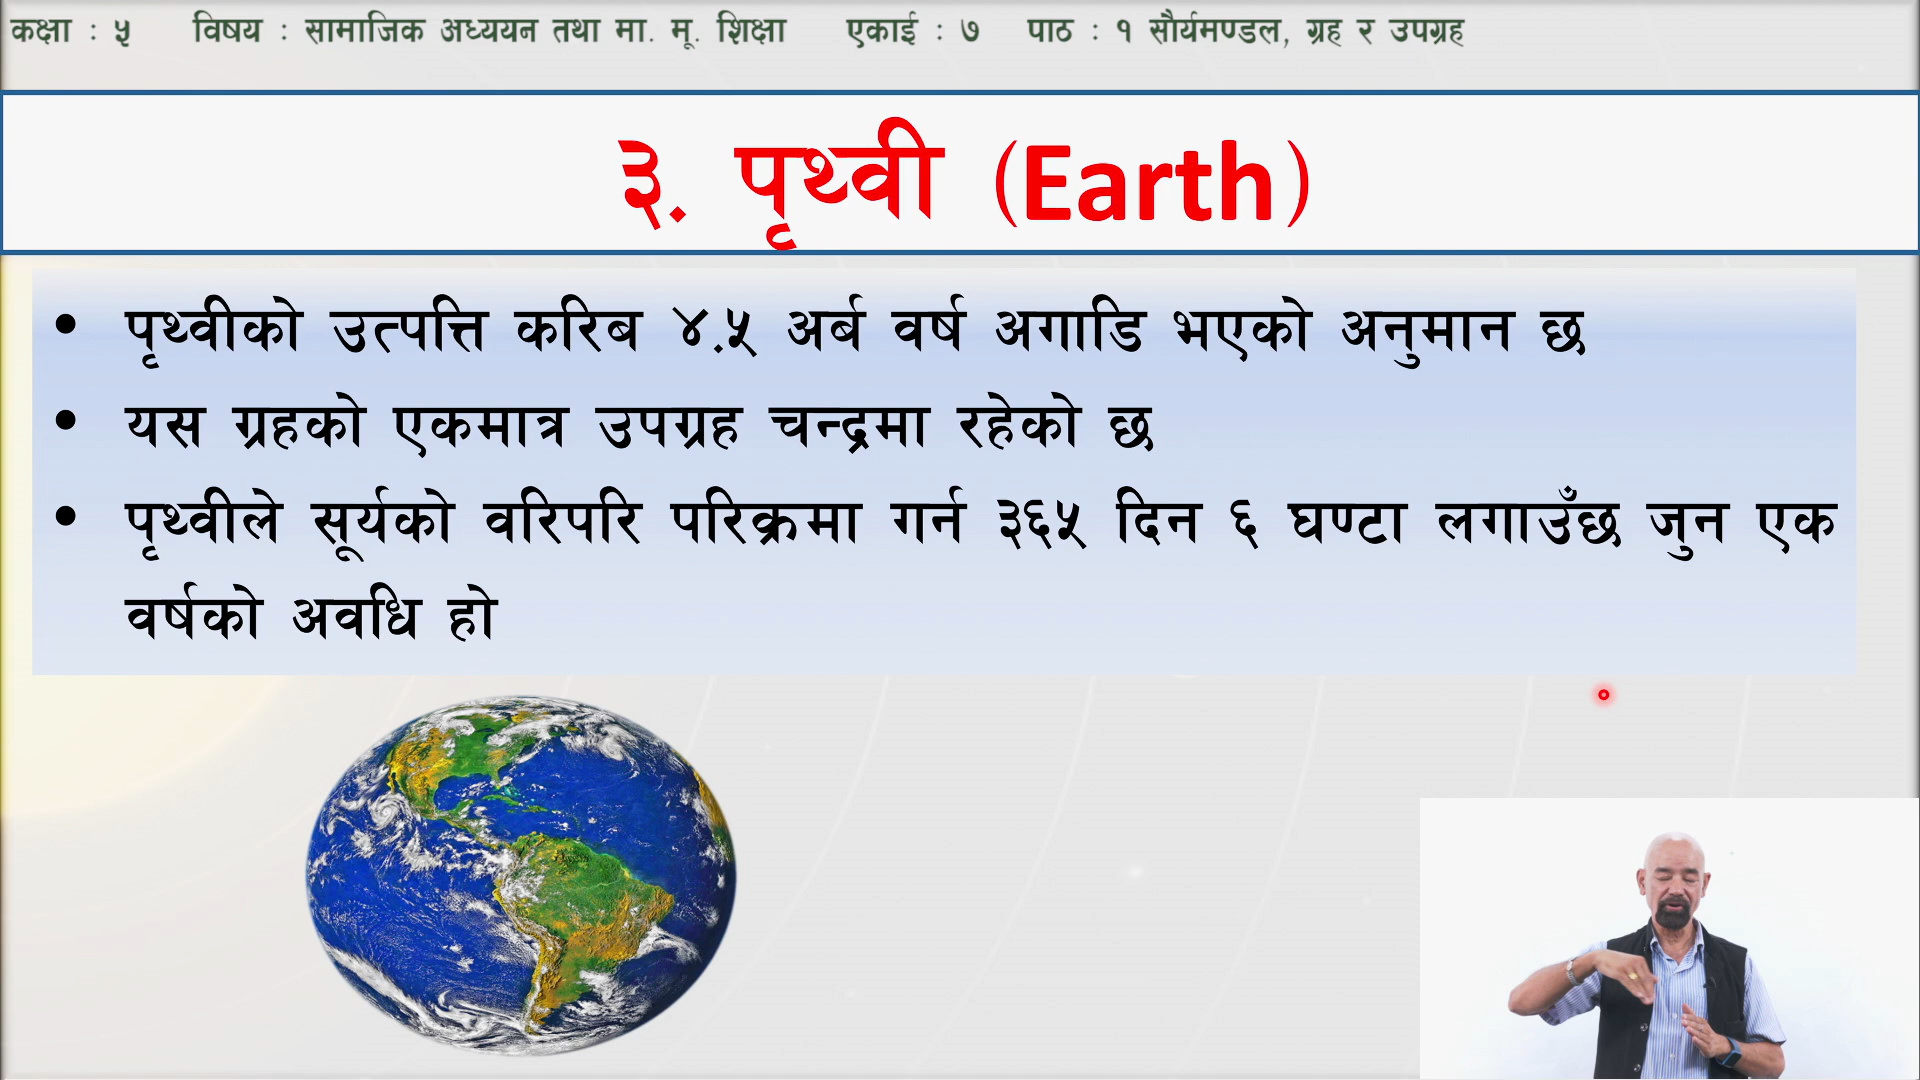 कक्षा : ५ विषय : सामाजिक अध्ययन तथा मा. मू. शिक्षा एकाई : ७ पाठ : १ सौर्यमण्डल, ग्रह र उपग्रह
३. पृथ्वी (Earth)
• पृथ्वीको उत्पत्ति करिब ४.५ अर्ब वर्ष अगाडि भएको अनुमान छ
• यस ग्रहको एकमात्र उपग्रह चन्द्रमा रहेको छ
• पृथ्वीले सूर्यको वरिपरि परिक्रमा गर्न ३६५ दिन ६ घण्टा लगाउँछ जुन एक
वर्षको अवधि हो